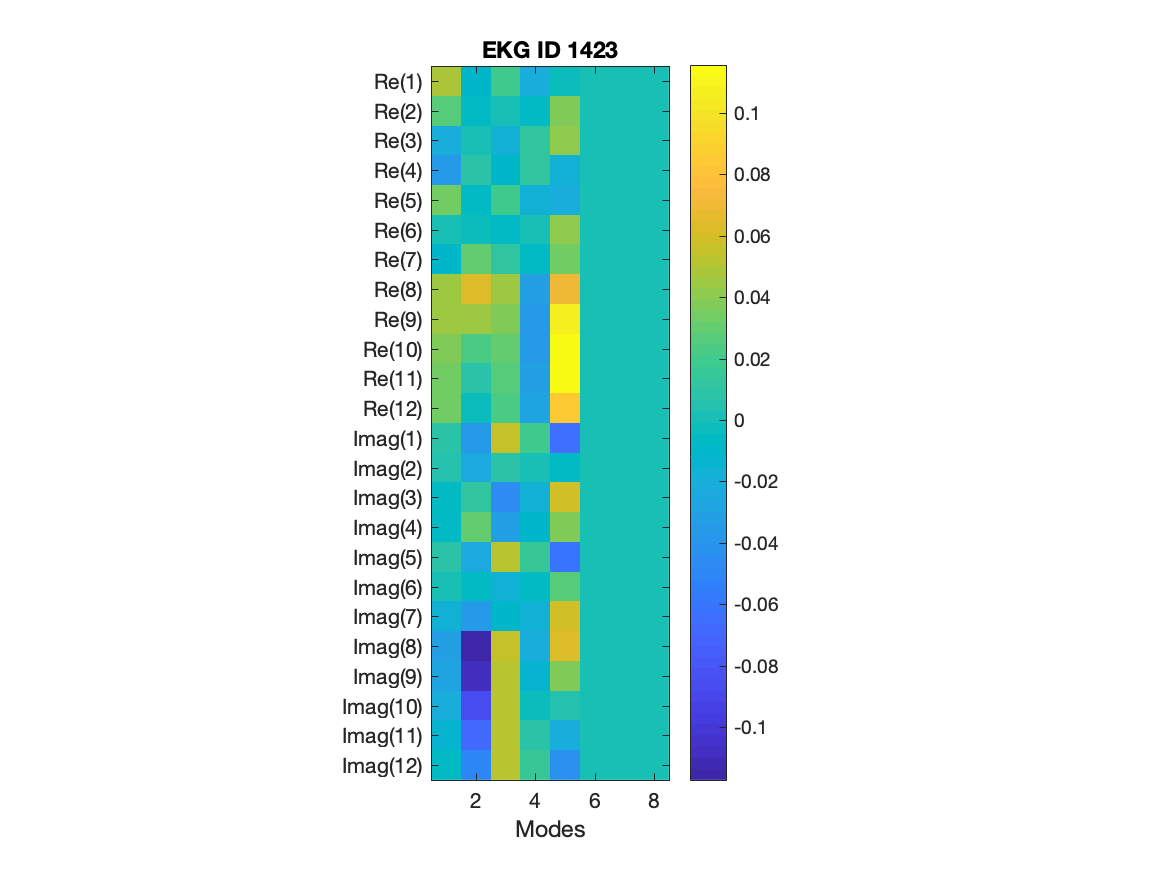 EKG ID 1423
Re(1)
Re(2)
Re(3)
Re(4)
Re(5)
Re(6)
Re(7)
Re(8)
Re(9)
Re(10)
Re(11)
Re(12)
Imag(1)
Imag(2)
Imag(3)
Imag(4)
Imag(5)
Imag(6)
Imag(7)
Imag(8)
Imag(9)
Imag(10)
Imag(11)
Imag(12)
2 4 6 8
Modes
0.1
0.08
0.06
0.04
0.02
0
-0.02
-0.04
-0.06
-0.08
-0.1